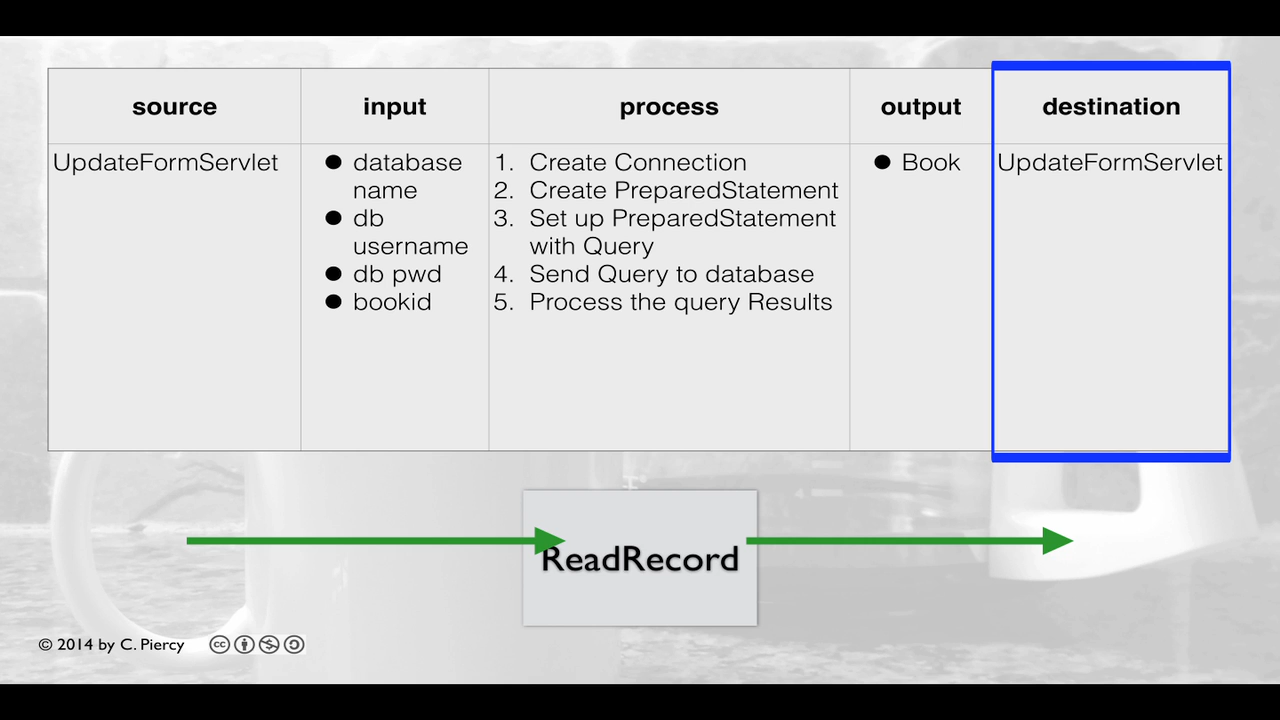 source
input
process
output
destination
UpdateFormServlet
● database
name
● db
username
● db pwd
● bookid
1. Create Connection
2. Create PreparedStatement
3. Set up PreparedStatement
with Query
4. Send Query to database
5. Process the query Results
● Book
UpdateFormServlet
ReadRecord
© 2014 by C. Piercy
cc